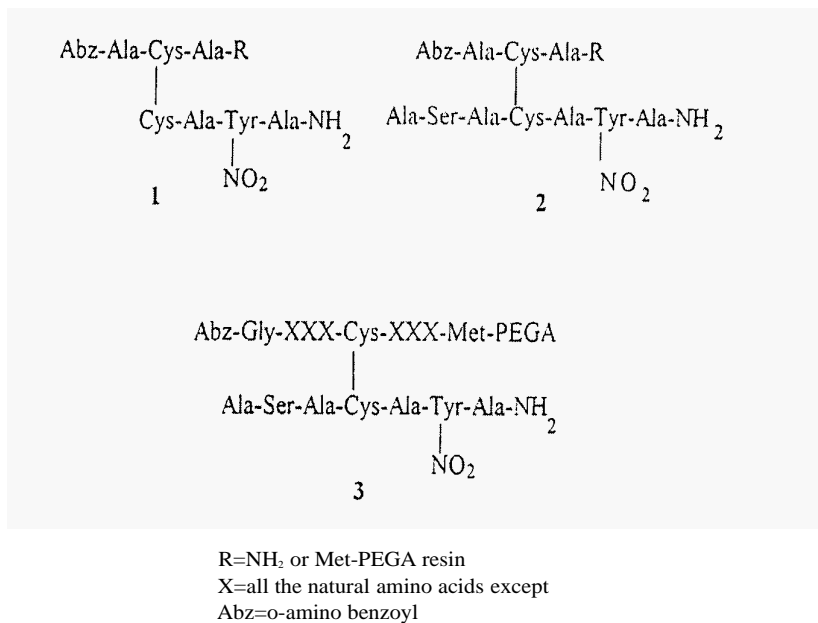 Abz-Ala-Cys-Ala-R
Cys-Ala-Tyr-Ala-NH2
NO2
1
Abz-Ala-Cys-Ala-R
Ala-Ser-Ala-Cys-Ala-Tyr-Ala-NH2
NO2
2
Abz-Gly-XXX-Cys-XXX-Met-PEGA
Ala-Ser-Ala-Cys-Ala-Tyr-Ala-NH2
NO2
3
R=NH2 or Met-PEGA resin
X=all the natural amino acids except
Abz=o-amino benzoyl